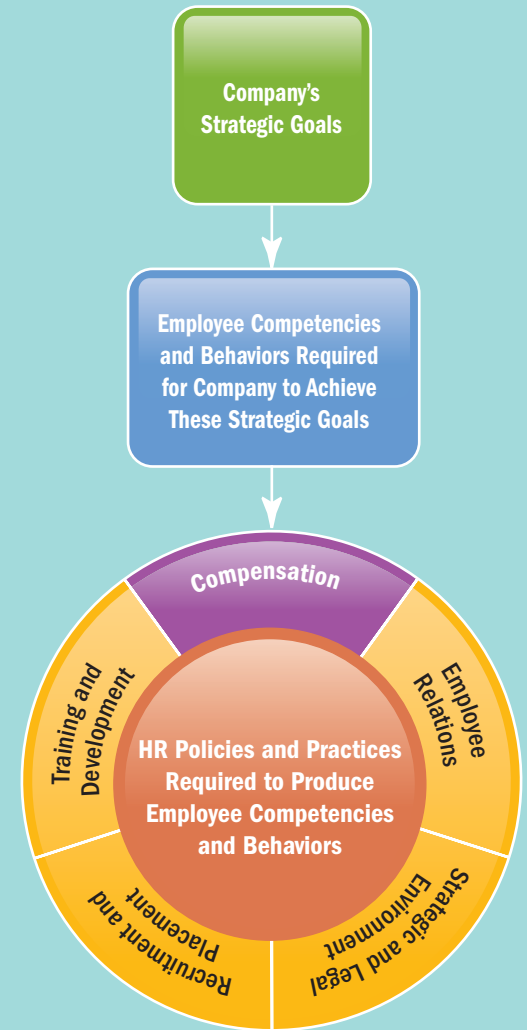 Company's
Strategic Goals
Employee Competencies
and Behaviors Required
for Company to Achieve
These Strategic Goals
Compensation
Training and
Development
Employee
Relations
HR Policies and Practices
Required to Produce
Employee Competencies
and Behaviors
Recruitment and
Placement
Strategic and Legal
Environment